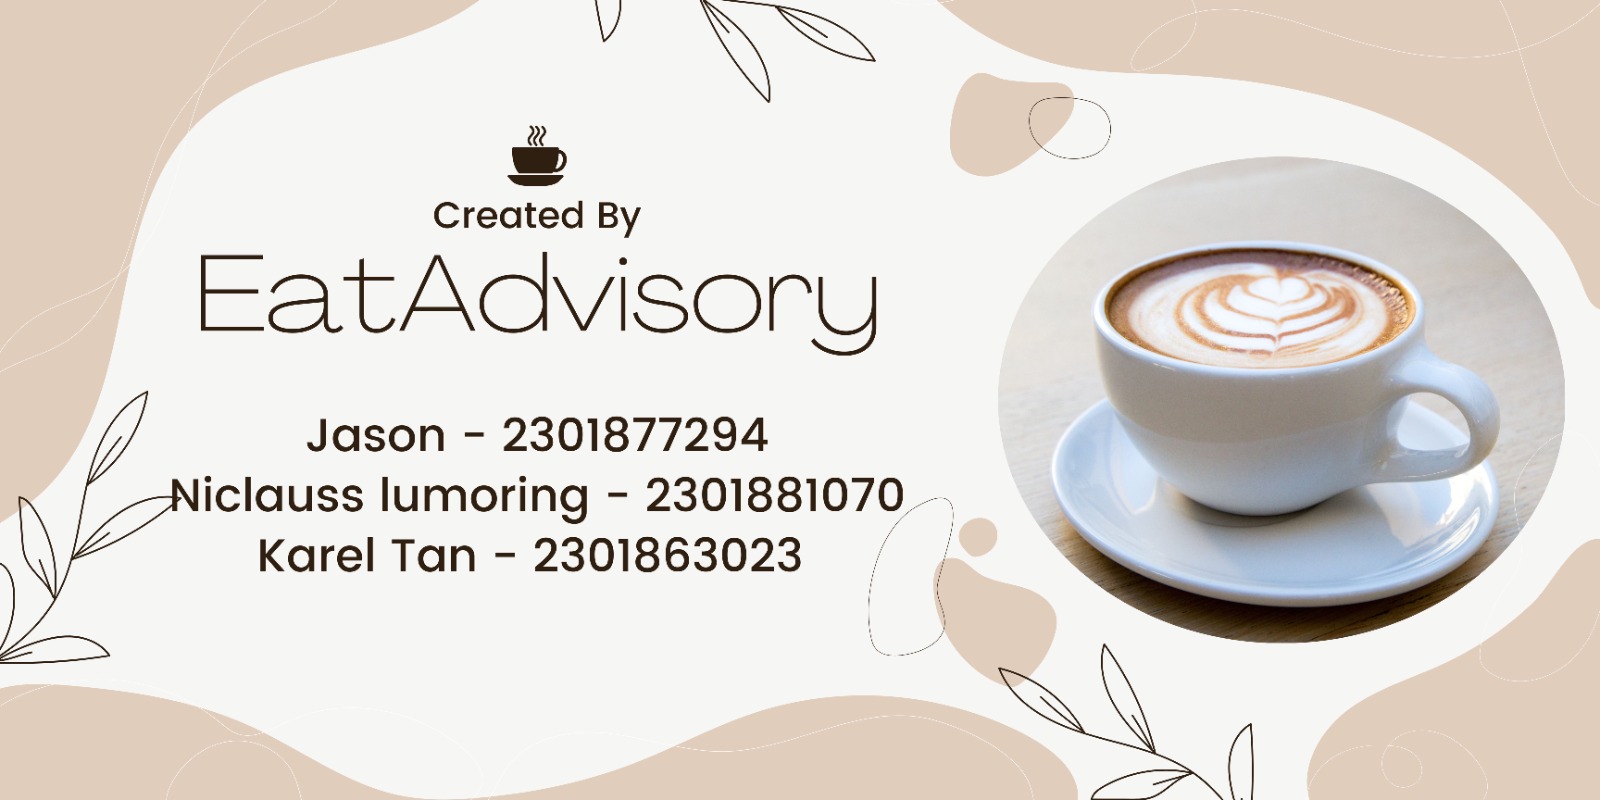 Created By
EatAdvisory
Jason - 2301877294
Niclauss lumoring - 2301881070
Karel Tan - 2301863023